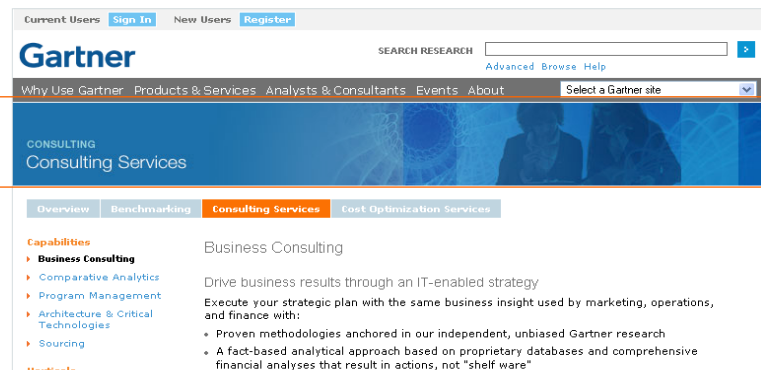 Current Users Sign In New Users Register
Gartner
SEARCH RESEARCH
Advanced Browse Help
Why Use Gartner Products & Services Analysts & Consultants Events About Select a Gartner site
CONSULTING
Consulting Services
Overview Benchmarking Consulting Services Cost Optimization Services
Capabilities
Business Consulting
Comparative Analytics
Program Management
Architecture & Critical
Technologies
Sourcing
Verticals
Business Consulting
Drive business results through an IT-enabled strategy
Execute your strategic plan with the same business insight used by marketing, operations,
and finance with:
• Proven methodologies anchored in our independent, unbiased Gartner research
• A fact-based analytical approach based on proprietary databases and comprehensive
financial analyses that result in actions, not "shelf ware"